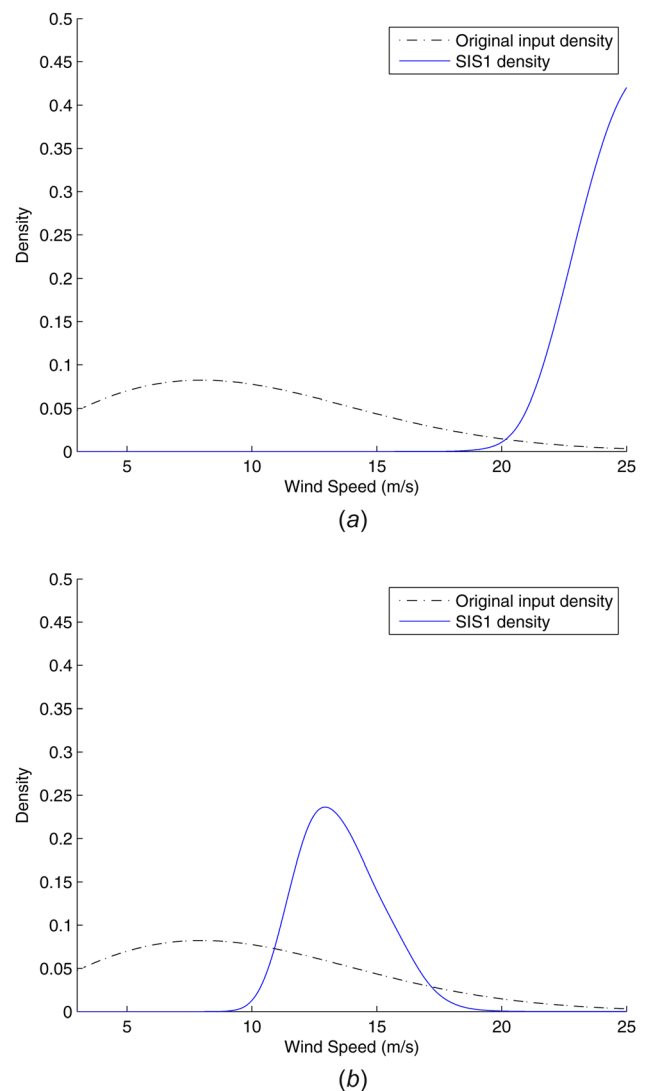 0.5
0.45
0.4
0.35
0.3
0.25
0.2
0.15
0.1
0.05
0
Density
Original input density
SIS1 density
5 10 15 20 25
Wind Speed (m/s)
(a)
0.5
0.45
0.4
0.35
0.3
0.25
0.2
0.15
0.1
0.05
0
Density
Original input density
SIS1 density
5 10 15 20 25
Wind Speed (m/s)
(b)